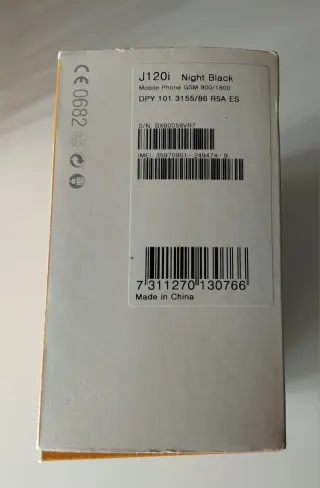 J120i Night Black
Mobile Phone GSM 900/1800
DPY 101 3155/86 R5A ES
S/N BX80059VR7
IMEI 35970901-249474-9
7 311270 130766
Made in China
CE 0682